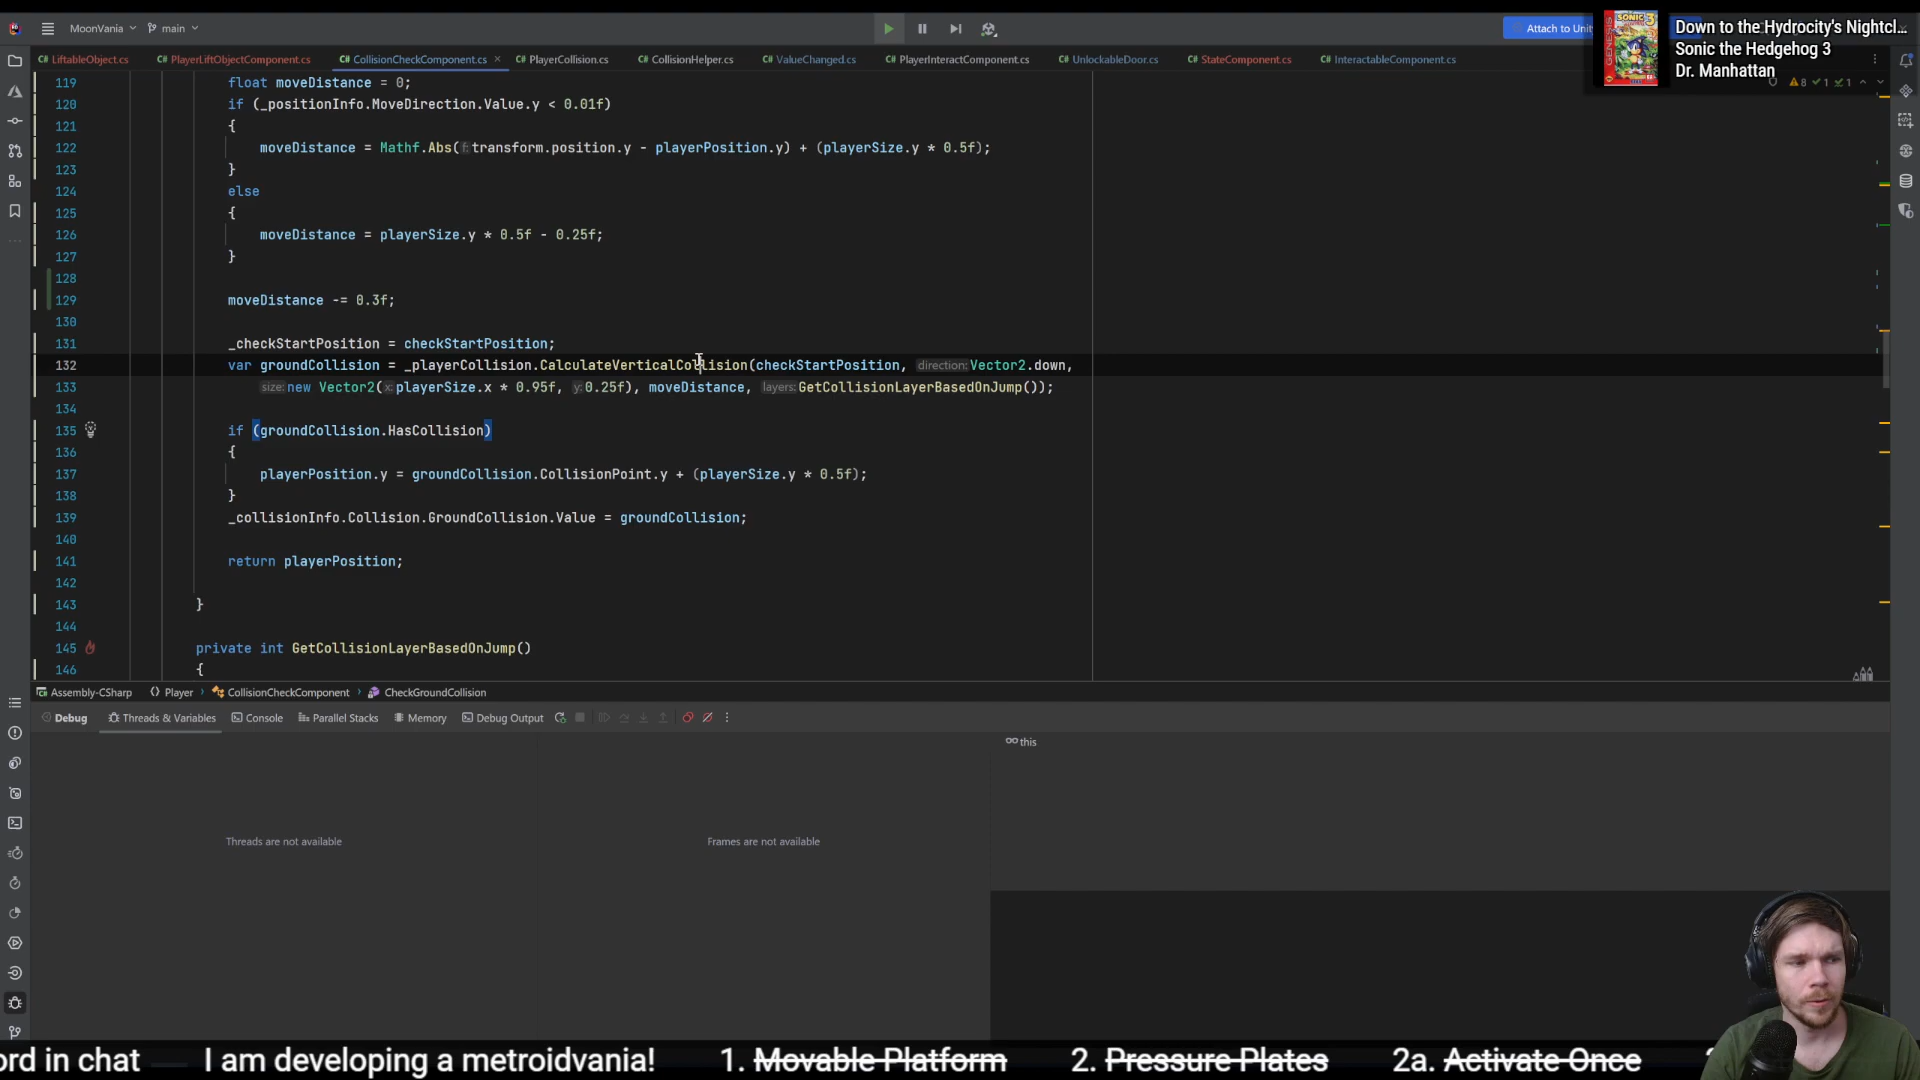 MoonVania
main
Attach to Unit
Down to the Hydrocity's Nightcl...
Sonic the Hedgehog 3
Dr. Manhattan
LiftableObject.cs
PlayerLiftObjectComponent.cs
CollisionCheckComponent.cs
PlayerCollision.cs
CollisionHelper.cs
ValueChanged.cs
PlayerInteractComponent.cs
UnlockableDoor.cs
StateComponent.cs
InteractableComponent.cs
8 1 1
119 float moveDistance = 0;
120 if (_positionInfo.MoveDirection.Value.y < 0.01f)
121 {
122 moveDistance = Mathf.Abs( f: transform.position.y - playerPosition.y) + (playerSize.y * 0.5f);
123 }
124 else
125 {
126 moveDistance = playerSize.y * 0.5f - 0.25f;
127 }
128
129 moveDistance -= 0.3f;
130
131 _checkStartPosition = checkStartPosition;
132 var groundCollision = _playerCollision.CalculateVerticalCollision(checkStartPosition, direction: Vector2.down,
133 size: new Vector2( x: playerSize.x * 0.95f, y: 0.25f), moveDistance, layers: GetCollisionLayerBasedOnJump());
134
135 if (groundCollision.HasCollision)
136 {
137 playerPosition.y = groundCollision.CollisionPoint.y + (playerSize.y * 0.5f);
138 }
139 _collisionInfo.Collision.GroundCollision.Value = groundCollision;
140
141 return playerPosition;
142
143 }
144
145 private int GetCollisionLayerBasedOnJump()
146 {
Assembly-CSharp
Player
CollisionCheckComponent
CheckGroundCollision
Debug
Threads & Variables
Console
Parallel Stacks
Memory
Debug Output
this
Threads are not available
Frames are not available
ord in chat — I am developing a metroidvania! 1. Movable Platform 2. Pressure Plates 2a. Activate Once